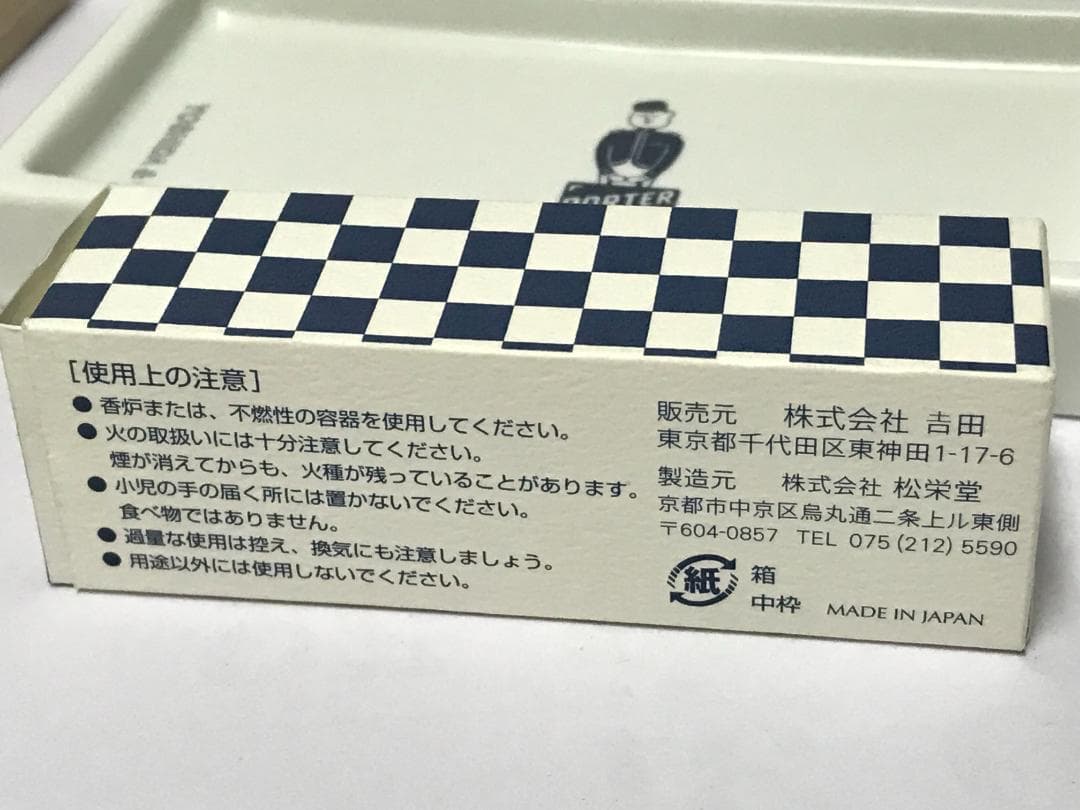 PORTER
[使用上の注意]
●香炉または、不燃性の容器を使用してください。
●火の取扱いには十分注意してください。
煙が消えてからも、火種が残っていることがあります。
●小児の手の届く所には置かないでください。
食べ物ではありません。
●過量な使用は控え、換気にも注意しましょう。
●用途以外には使用しないでください。
販売元 株式会社 𠮷田
東京都千代田区東神田1-17-6
製造元 株式会社 松栄堂
京都市中京区烏丸通二条上ル東側
〒604-0857 TEL 075(212)5590
紙 箱
中枠 MADE IN JAPAN